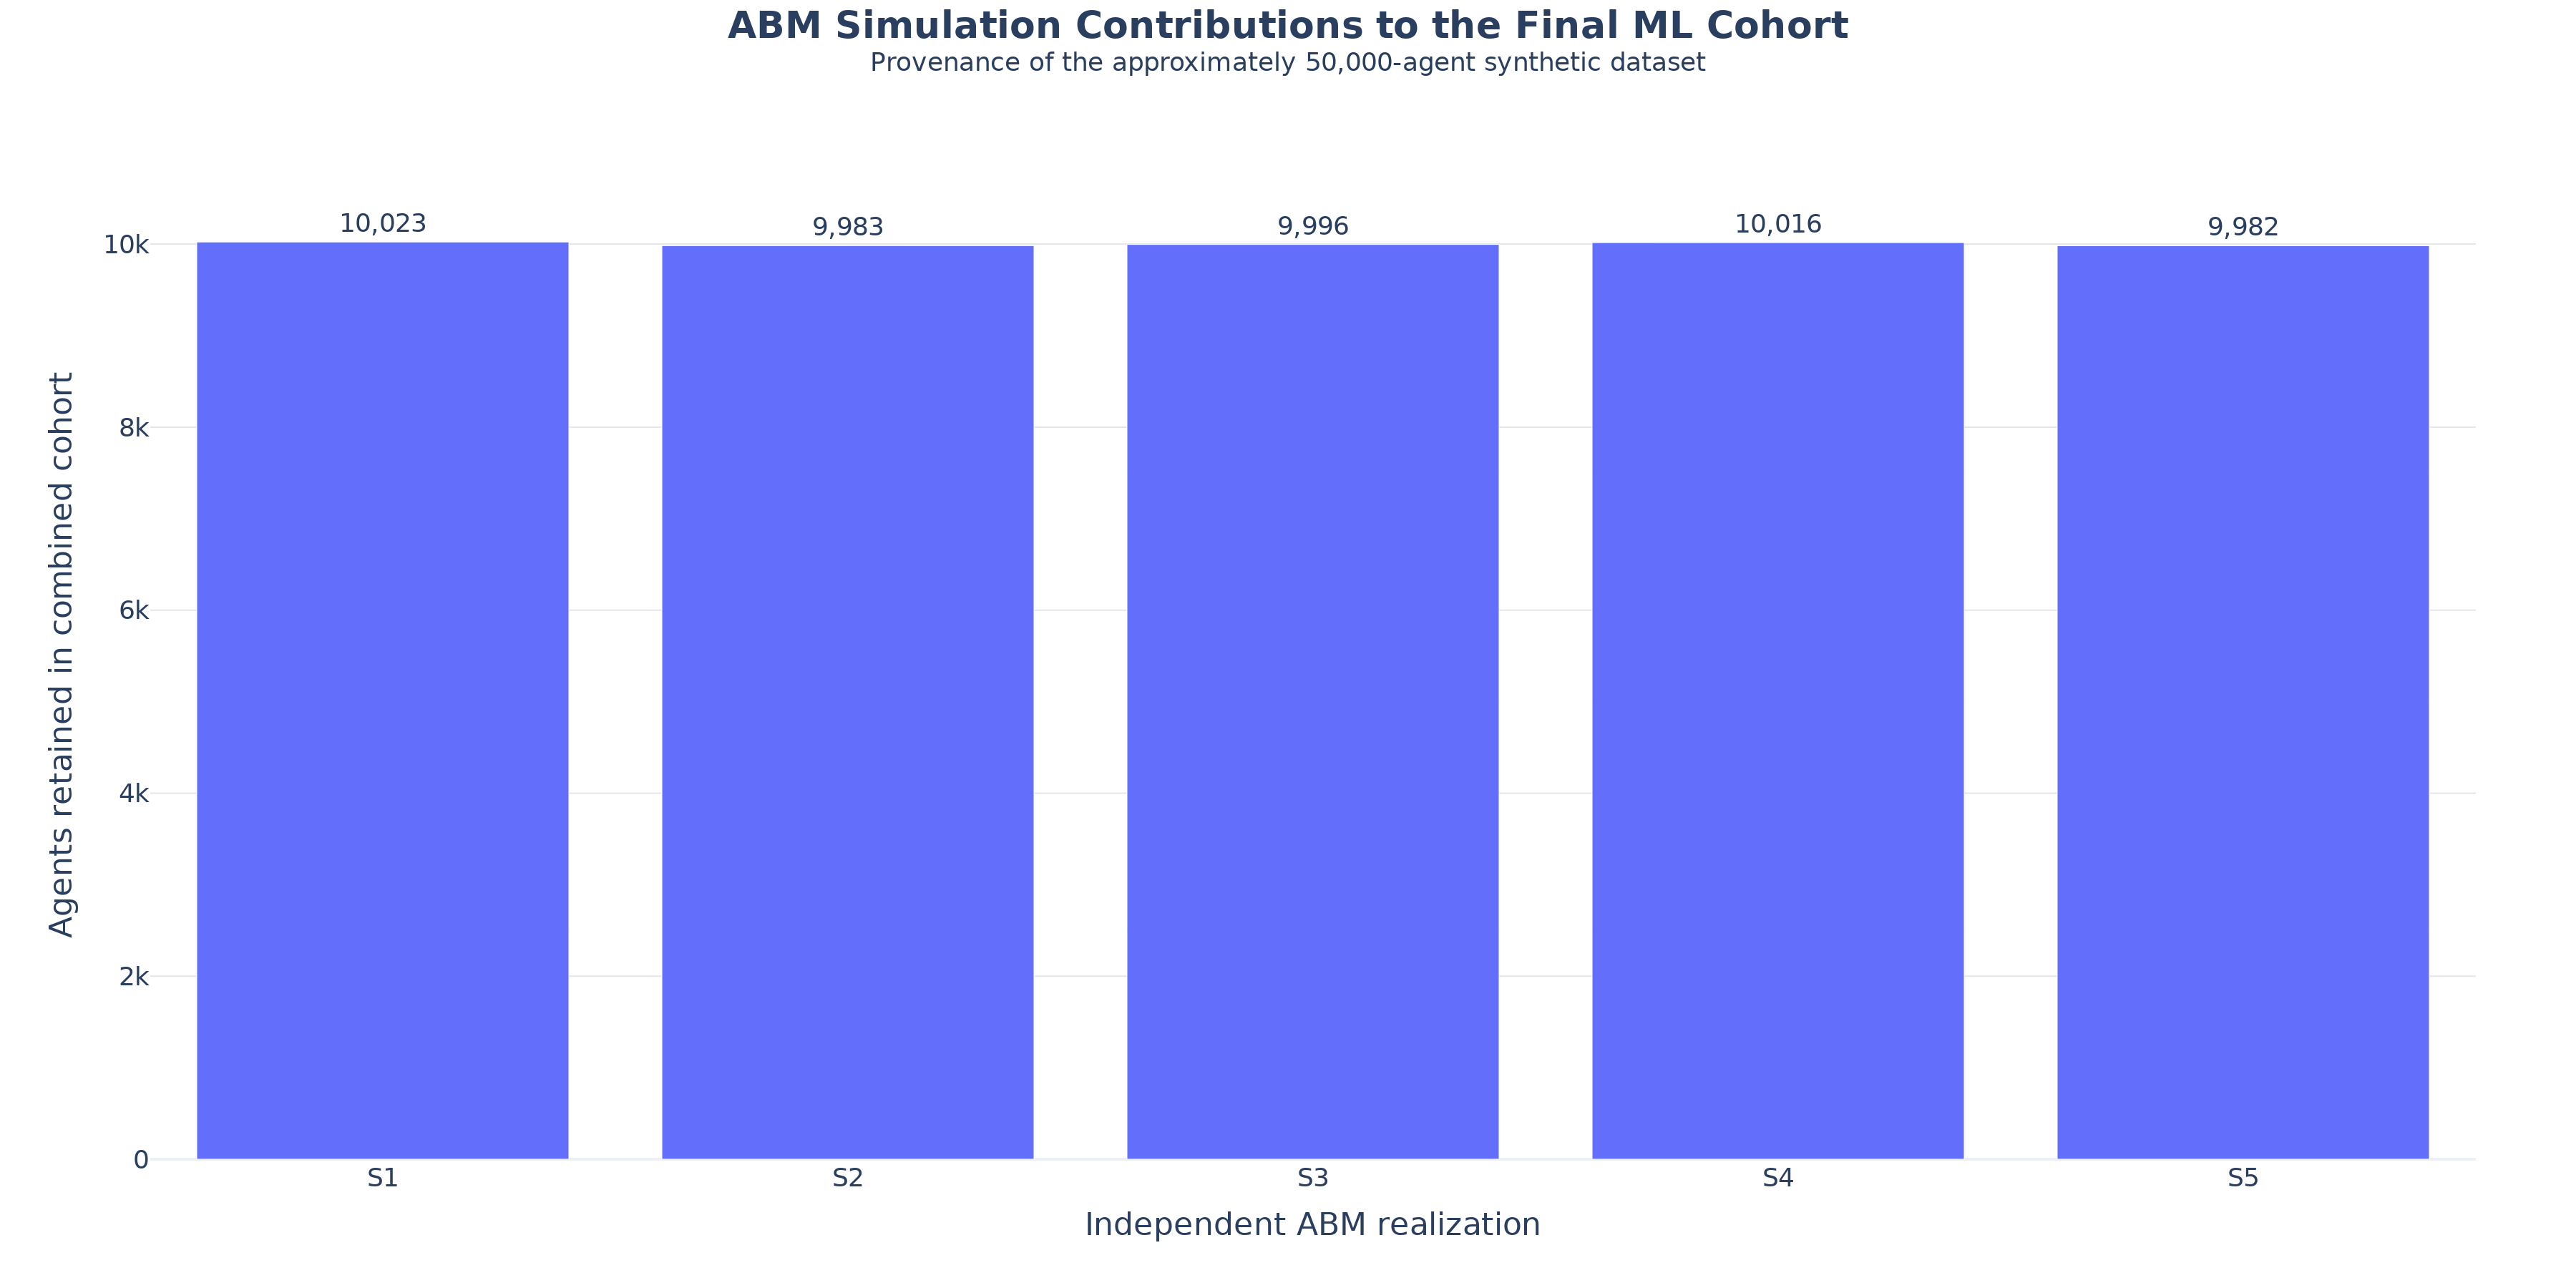 ABM Simulation Contributions to the Final ML Cohort
Provenance of the approximately 50,000-agent synthetic dataset
Agents retained in combined cohort
10k
8k
6k
4k
2k
0
10,023
9,983
9,996
10,016
9,982
S1
S2
S3
S4
S5
Independent ABM realization